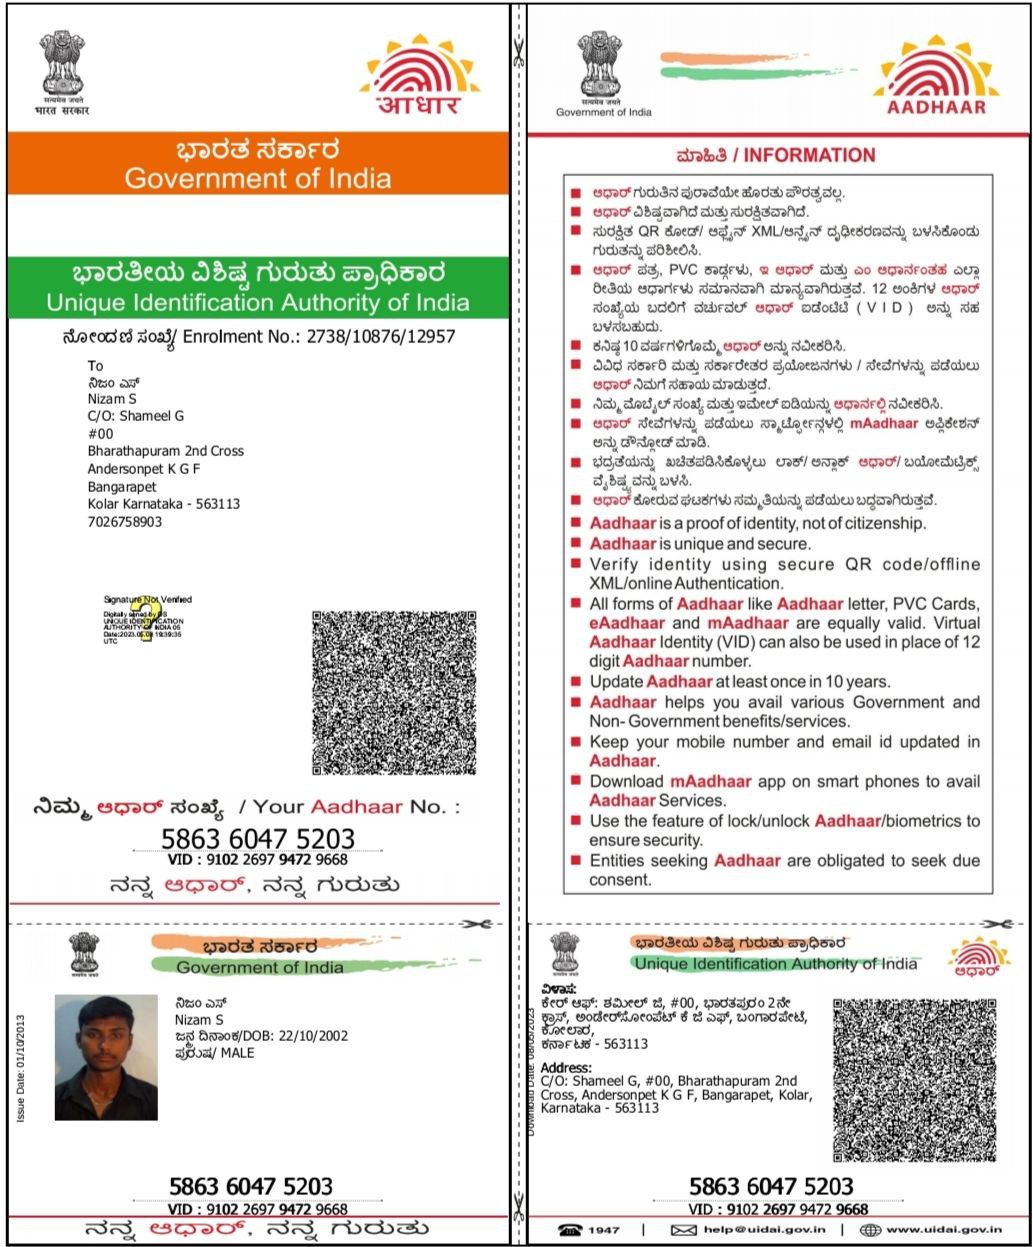 सत्यमेव जयते
भारत सरकार
आधार
ಭಾರತ ಸರ್ಕಾರ
Government of India
ಭಾರತೀಯ ವಿಶಿಷ್ಟ ಗುರುತು ಪ್ರಾಧಿಕಾರ
Unique Identification Authority of India
ನೋಂದಣಿ ಸಂಖ್ಯೆ/ Enrolment No.: 2738/10876/12957
To
ನಿಜಂ ಎಸ್
Nizam S
C/O: Shameel G
#00
Bharathapuram 2nd Cross
Andersonpet K G F
Bangarapet
Kolar Karnataka - 563113
7026758903
Signature Not Verified
Digitally signed by DS
UNIQUE IDENTIFICATION
AUTHORITY OF INDIA 05
Date: 2023.05.08 19:39:35
UTC
ನಿಮ್ಮ ಆಧಾರ್ ಸಂಖ್ಯೆ / Your Aadhaar No. :
5863 6047 5203
VID : 9102 2697 9472 9668
ನನ್ನ ಆಧಾರ್, ನನ್ನ ಗುರುತು
ಭಾರತ ಸರ್ಕಾರ
Government of India
Issue Date: 01/10/2013
ನಿಜಂ ಎಸ್
Nizam S
ಜನ್ಮ ದಿನಾಂಕ/DOB: 22/10/2002
ಪುರುಷ/ MALE
5863 6047 5203
VID : 9102 2697 9472 9668
ನನ್ನ ಆಧಾರ್, ನನ್ನ ಗುರುತು
सत्यमेव जयते
Government of India
AADHAAR
ಮಾಹಿತಿ / INFORMATION
ಆಧಾರ್ ಗುರುತಿನ ಪುರಾವೆಯೇ ಹೊರತು ಪೌರತ್ವವಲ್ಲ.
ಆಧಾರ್ ವಿಶಿಷ್ಟವಾಗಿದೆ ಮತ್ತು ಸುರಕ್ಷಿತವಾಗಿದೆ.
ಸುರಕ್ಷಿತ QR ಕೋಡ್/ ಆಫ್ಲೈನ್ XML/ಆನ್ಲೈನ್ ದೃಢೀಕರಣವನ್ನು ಬಳಸಿಕೊಂಡು
ಗುರುತನ್ನು ಪರಿಶೀಲಿಸಿ.
ಆಧಾರ್ ಪತ್ರ, PVC ಕಾರ್ಡ್ಗಳು, ಇ ಆಧಾರ್ ಮತ್ತು ಎಂ ಆಧಾರ್ನಂತಹ ಎಲ್ಲಾ
ರೀತಿಯ ಆಧಾರ್ಗಳು ಸಮಾನವಾಗಿ ಮಾನ್ಯವಾಗಿರುತ್ತವೆ. 12 ಅಂಕಿಗಳ ಆಧಾರ್
ಸಂಖ್ಯೆಯ ಬದಲಿಗೆ ವರ್ಚುವಲ್ ಆಧಾರ್ ಐಡೆಂಟಿಟಿ (VID) ಅನ್ನು ಸಹ
ಬಳಸಬಹುದು.
ಕನಿಷ್ಠ 10 ವರ್ಷಗಳಿಗೊಮ್ಮೆ ಆಧಾರ್ ಅನ್ನು ನವೀಕರಿಸಿ.
ವಿವಿಧ ಸರ್ಕಾರಿ ಮತ್ತು ಸರ್ಕಾರೇತರ ಪ್ರಯೋಜನಗಳು / ಸೇವೆಗಳನ್ನು ಪಡೆಯಲು
ಆಧಾರ್ ನಿಮಗೆ ಸಹಾಯ ಮಾಡುತ್ತದೆ.
ನಿಮ್ಮ ಮೊಬೈಲ್ ಸಂಖ್ಯೆ ಮತ್ತು ಇಮೇಲ್ ಐಡಿಯನ್ನು ಆಧಾರ್ನಲ್ಲಿ ನವೀಕರಿಸಿ.
ಆಧಾರ್ ಸೇವೆಗಳನ್ನು ಪಡೆಯಲು ಸ್ಮಾರ್ಟ್ಫೋನ್ಗಳಲ್ಲಿ mAadhaar ಅಪ್ಲಿಕೇಶನ್
ಅನ್ನು ಡೌನ್ಲೋಡ್ ಮಾಡಿ.
ಭದ್ರತೆಯನ್ನು ಖಚಿತಪಡಿಸಿಕೊಳ್ಳಲು ಲಾಕ್/ ಅನ್ಲಾಕ್ ಆಧಾರ್/ ಬಯೋಮೆಟ್ರಿಕ್ಸ್
ವೈಶಿಷ್ಟ್ಯವನ್ನು ಬಳಸಿ.
ಆಧಾರ್ ಕೋರುವ ಘಟಕಗಳು ಸಮ್ಮತಿಯನ್ನು ಪಡೆಯಲು ಬದ್ಧವಾಗಿರುತ್ತವೆ.
Aadhaar is a proof of identity, not of citizenship.
Aadhaar is unique and secure.
Verify identity using secure QR code/offline
XML/online Authentication.
All forms of Aadhaar like Aadhaar letter, PVC Cards,
eAadhaar and mAadhaar are equally valid. Virtual
Aadhaar Identity (VID) can also be used in place of 12
digit Aadhaar number.
Update Aadhaar at least once in 10 years.
Aadhaar helps you avail various Government and
Non- Government benefits/services.
Keep your mobile number and email id updated in
Aadhaar.
Download mAadhaar app on smart phones to avail
Aadhaar Services.
Use the feature of lock/unlock Aadhaar/biometrics to
ensure security.
Entities seeking Aadhaar are obligated to seek due
consent.
ಭಾರತೀಯ ವಿಶಿಷ್ಟ ಗುರುತು ಪ್ರಾಧಿಕಾರ
Unique Identification Authority of India
ಆಧಾರ್
Download Date: 08/05/2023
ವಿಳಾಸ:
ಕೇರ್ ಆಫ್: ಶಮೀಲ್ ಜಿ, #00, ಭಾರತಪುರಂ 2ನೇ
ಕ್ರಾಸ್, ಅಂಡೇರ್ಸೋಂಪೆಟ್ ಕೆ ಜಿ ಎಫ್, ಬಂಗಾರಪೇಟೆ,
ಕೋಲಾರ,
ಕರ್ನಾಟಕ - 563113
Address:
C/O: Shameel G, #00, Bharathapuram 2nd
Cross, Andersonpet K G F, Bangarapet, Kolar,
Karnataka - 563113
5863 6047 5203
VID : 9102 2697 9472 9668
1947 | help@uidai.gov.in | www.uidai.gov.in